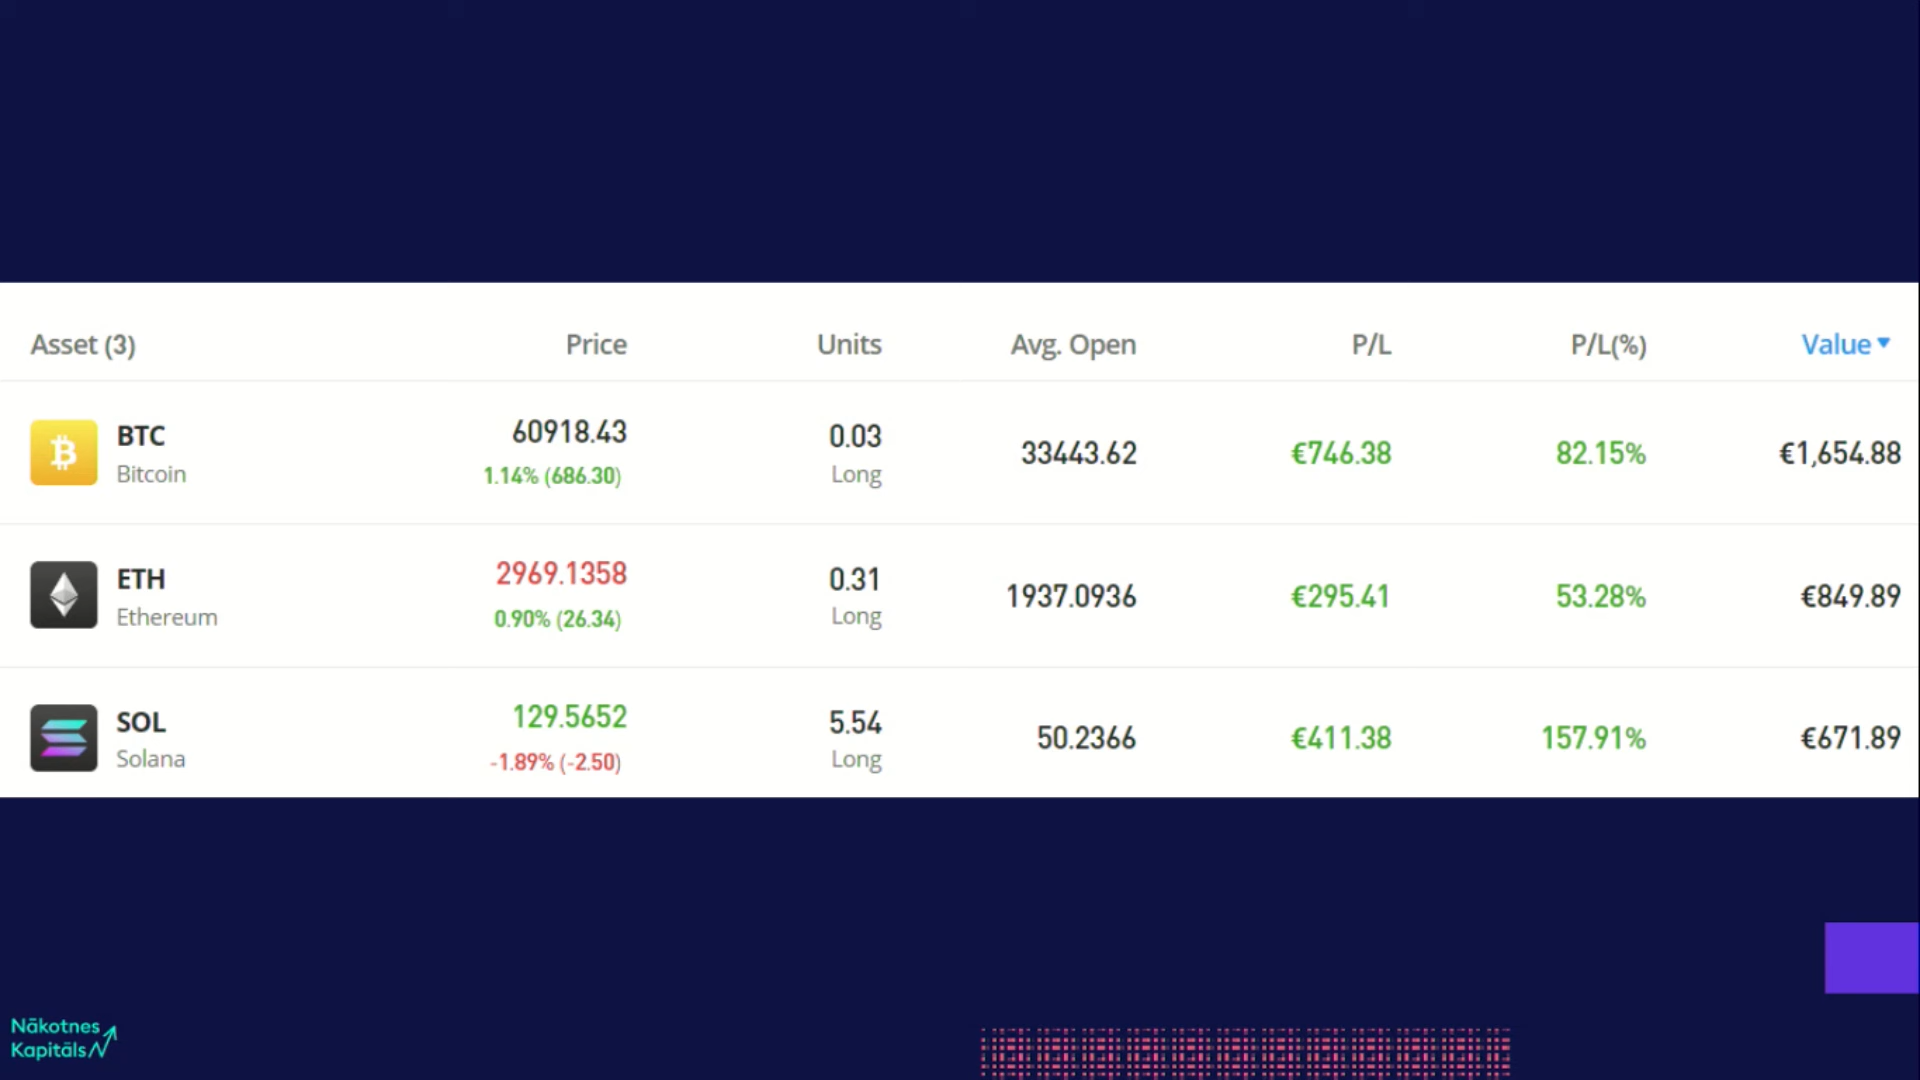 Asset (3) Price Units Avg. Open P/L P/L(%) Value
BTC 60918.43 0.03 33443.62 €746.38 82.15% €1,654.88
Bitcoin 1.14% (686.30) Long
ETH 2969.1358 0.31 1937.0936 €295.41 53.28% €849.89
Ethereum 0.90% (26.34) Long
SOL 129.5652 5.54 50.2366 €411.38 157.91% €671.89
Solana -1.89% (-2.50) Long
Nākotnes
Kapitāls